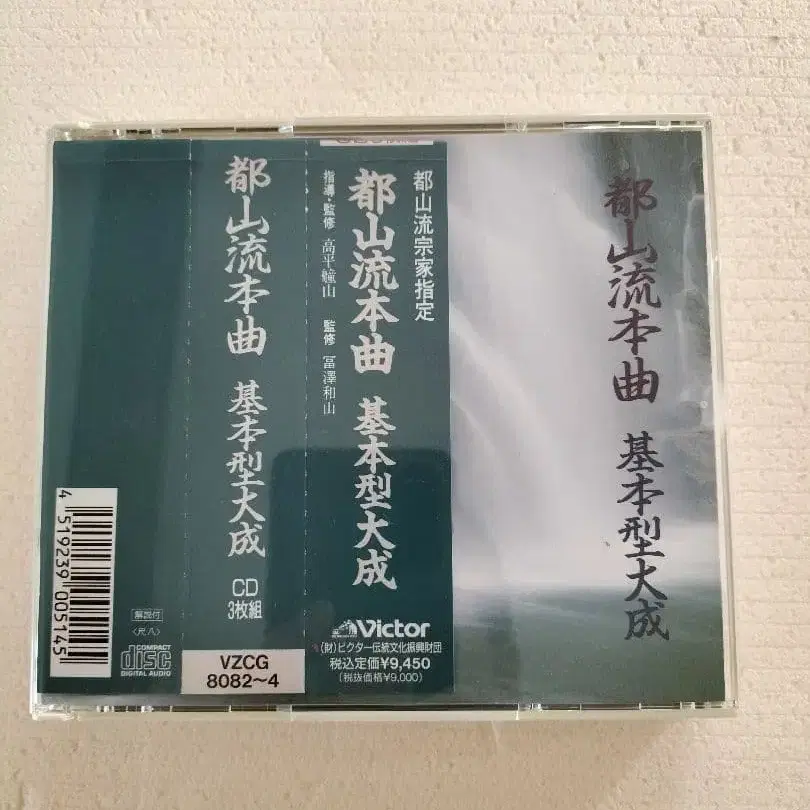 都山流宗家指定
都山流本曲 基本型大成
指導・監修 高平艟山 監修 冨澤和山
Victor
(財)ビクター伝統文化振興財団
税込定価¥9,450
(税抜価格¥9,000)
都山流本曲 基本型大成
CD
3枚組
VZCG
8082〜4
解説付
〈尺八〉
COMPACT
disc
DIGITAL AUDIO
4 519239 005145
都山流本曲 基本型大成